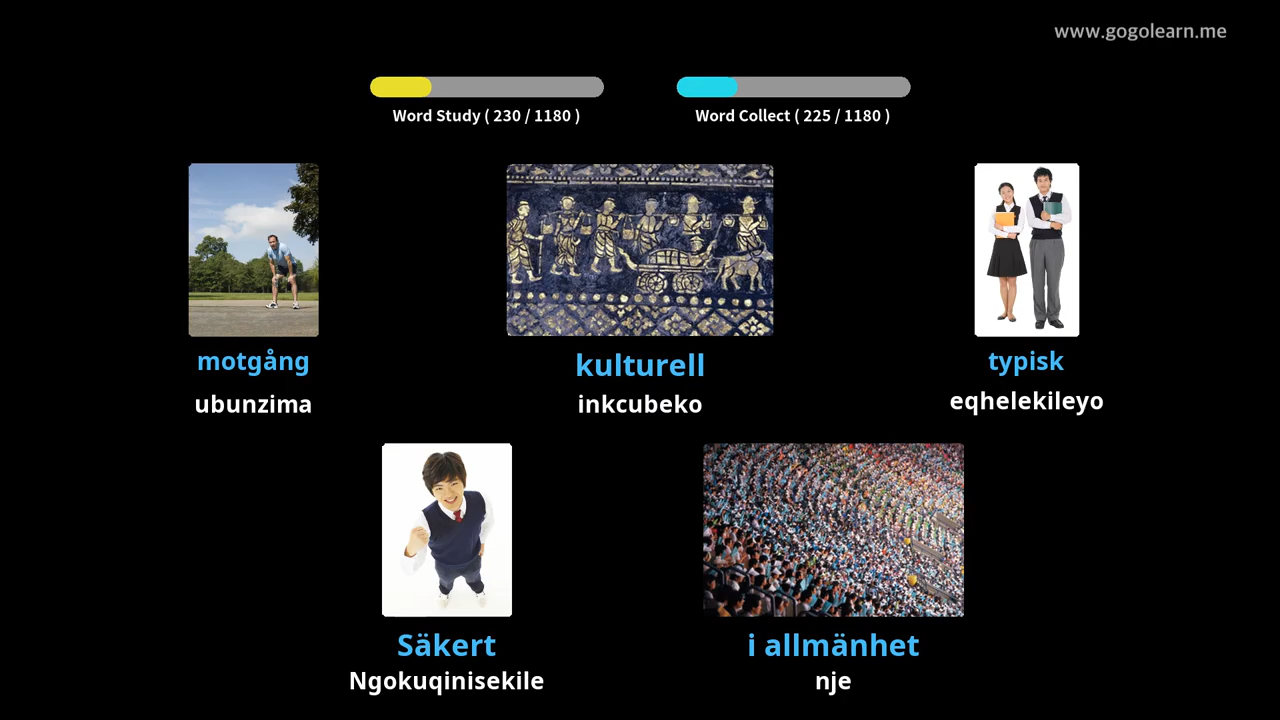 www.gogolearn.me
Word Study ( 230 / 1180 )
Word Collect ( 225 / 1180 )
motgång
ubunzima
kulturell
inkcubeko
typisk
eqhelekileyo
Säkert
Ngokuqinisekile
i allmänhet
nje